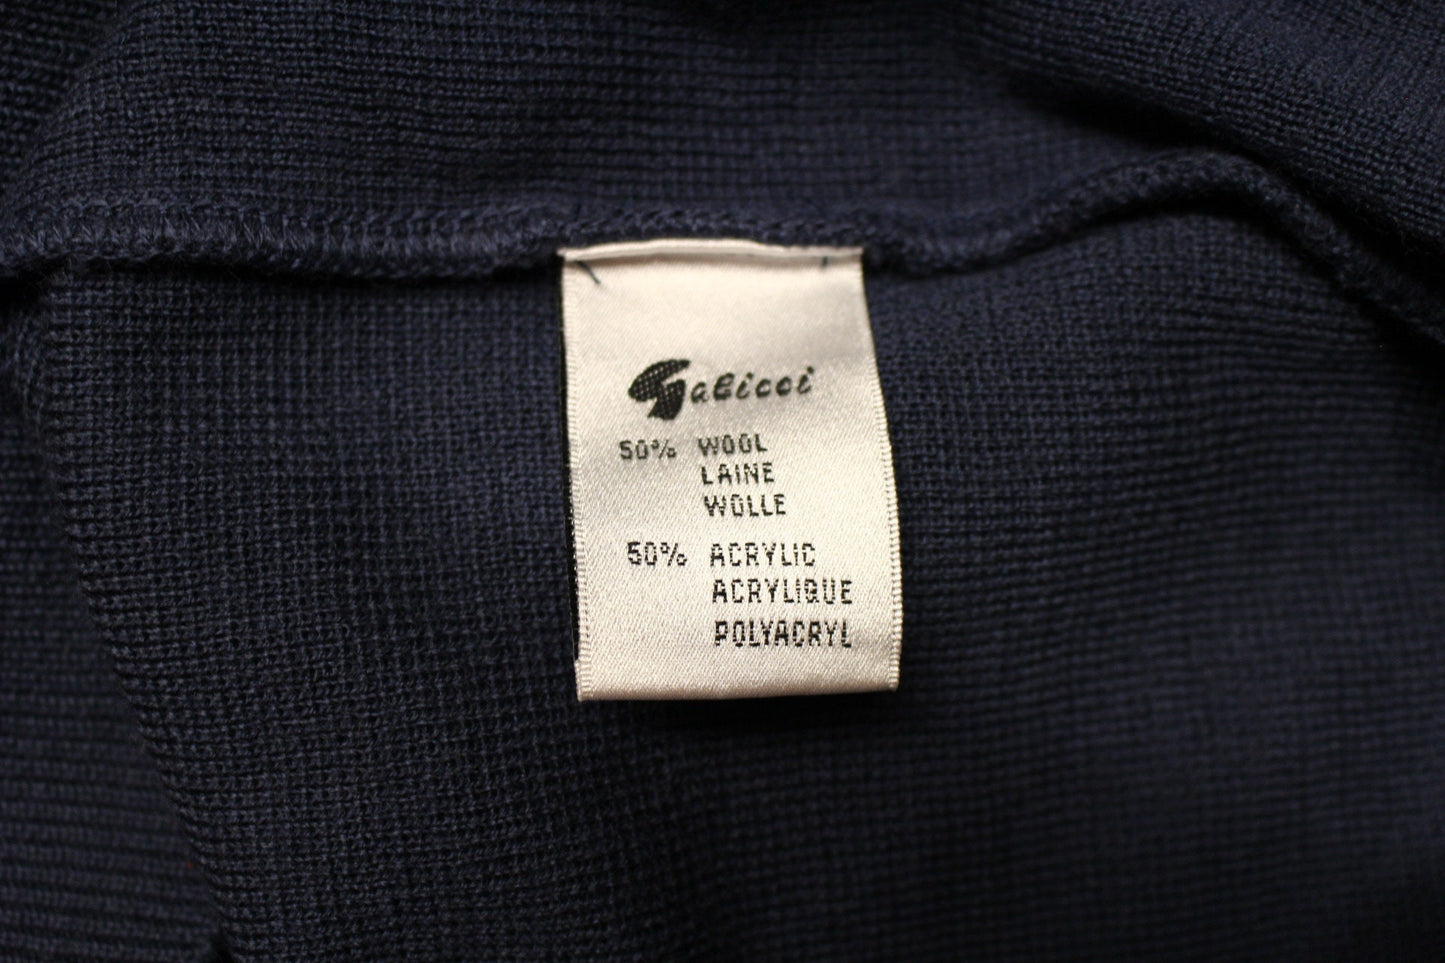 Gabicci
50% WOOL
LAINE
WOLLE
50% ACRYLIC
ACRYLIQUE
POLYACRYL